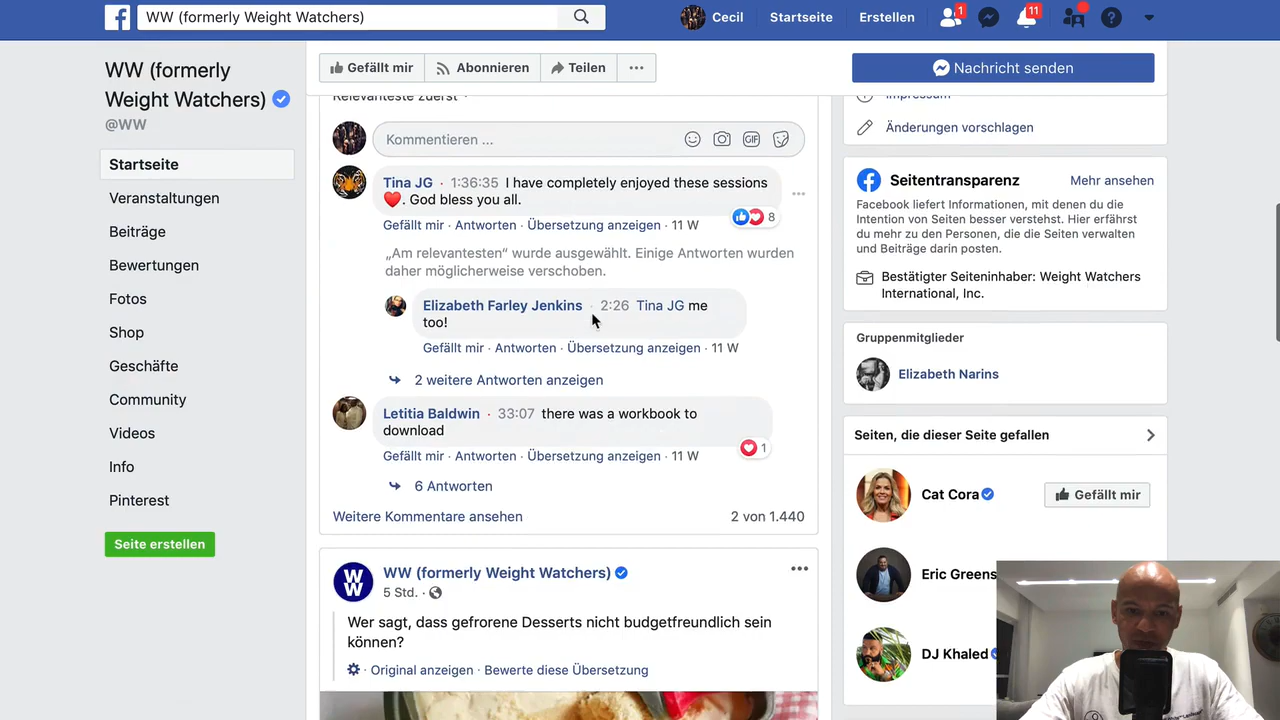 WW (formerly Weight Watchers)
Cecil
Startseite
Erstellen
1
11
WW (formerly
Weight Watchers)
@WW
Startseite
Veranstaltungen
Beiträge
Bewertungen
Fotos
Shop
Geschäfte
Community
Videos
Info
Pinterest
Seite erstellen
Gefällt mir
Abonnieren
Teilen
Nachricht senden
Relevanteste zuerst
Kommentieren ...
GIF
Tina JG · 1:36:35 I have completely enjoyed these sessions
❤️. God bless you all.
8
Gefällt mir · Antworten · Übersetzung anzeigen · 11 W
„Am relevantesten“ wurde ausgewählt. Einige Antworten wurden
daher möglicherweise verschoben.
Elizabeth Farley Jenkins · 2:26 Tina JG me
too!
Gefällt mir · Antworten · Übersetzung anzeigen · 11 W
2 weitere Antworten anzeigen
Letitia Baldwin · 33:07 there was a workbook to
download
1
Gefällt mir · Antworten · Übersetzung anzeigen · 11 W
6 Antworten
Weitere Kommentare ansehen
2 von 1.440
WW (formerly Weight Watchers)
5 Std. ·
Wer sagt, dass gefrorene Desserts nicht budgetfreundlich sein
können?
· Original anzeigen · Bewerte diese Übersetzung
Impressum
Änderungen vorschlagen
Seitentransparenz
Mehr ansehen
Facebook liefert Informationen, mit denen du die
Intention von Seiten besser verstehst. Hier erfährst
du mehr zu den Personen, die die Seiten verwalten
und Beiträge darin posten.
Bestätigter Seiteninhaber: Weight Watchers
International, Inc.
Gruppenmitglieder
Elizabeth Narins
Seiten, die dieser Seite gefallen
Cat Cora
Gefällt mir
Eric Greens
DJ Khaled